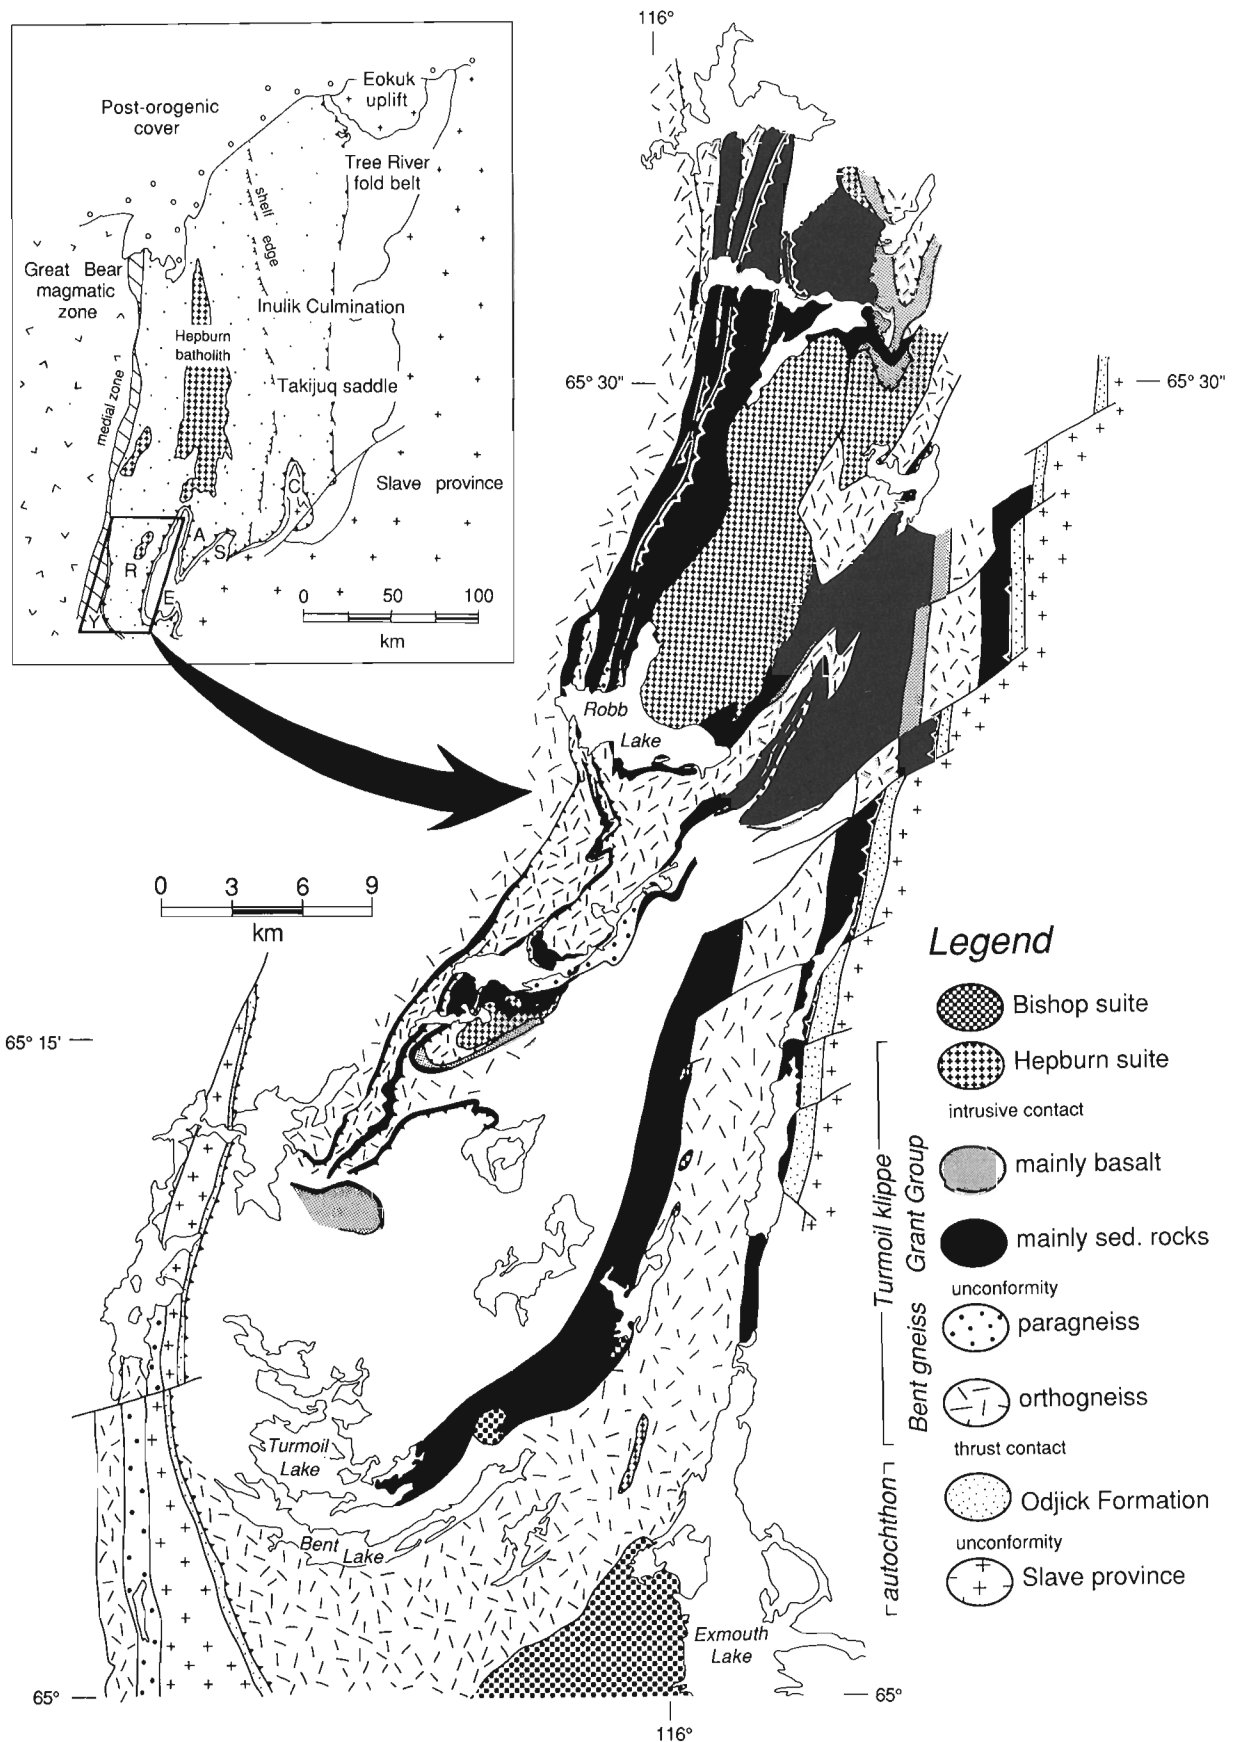 116°
Post-orogenic
cover
Eokuk
uplift
Tree River
fold belt
shelf
edge
Great Bear
magmatic
zone
Inulik Culmination
Hepburn
batholith
medial zone
Takijuq saddle
C
Slave province
A
S
R
E
Y
0 50 100
km
65° 30"
65° 30"
Robb
Lake
0 3 6 9
km
65° 15'
Legend
Bishop suite
Hepburn suite
intrusive contact
mainly basalt
mainly sed. rocks
unconformity
paragneiss
orthogneiss
thrust contact
Odjick Formation
unconformity
Slave province
Turmoil klippe
Grant Group
Bent gneiss
autochthon
Turmoil
Lake
Bent Lake
Exmouth
Lake
65°
65°
116°